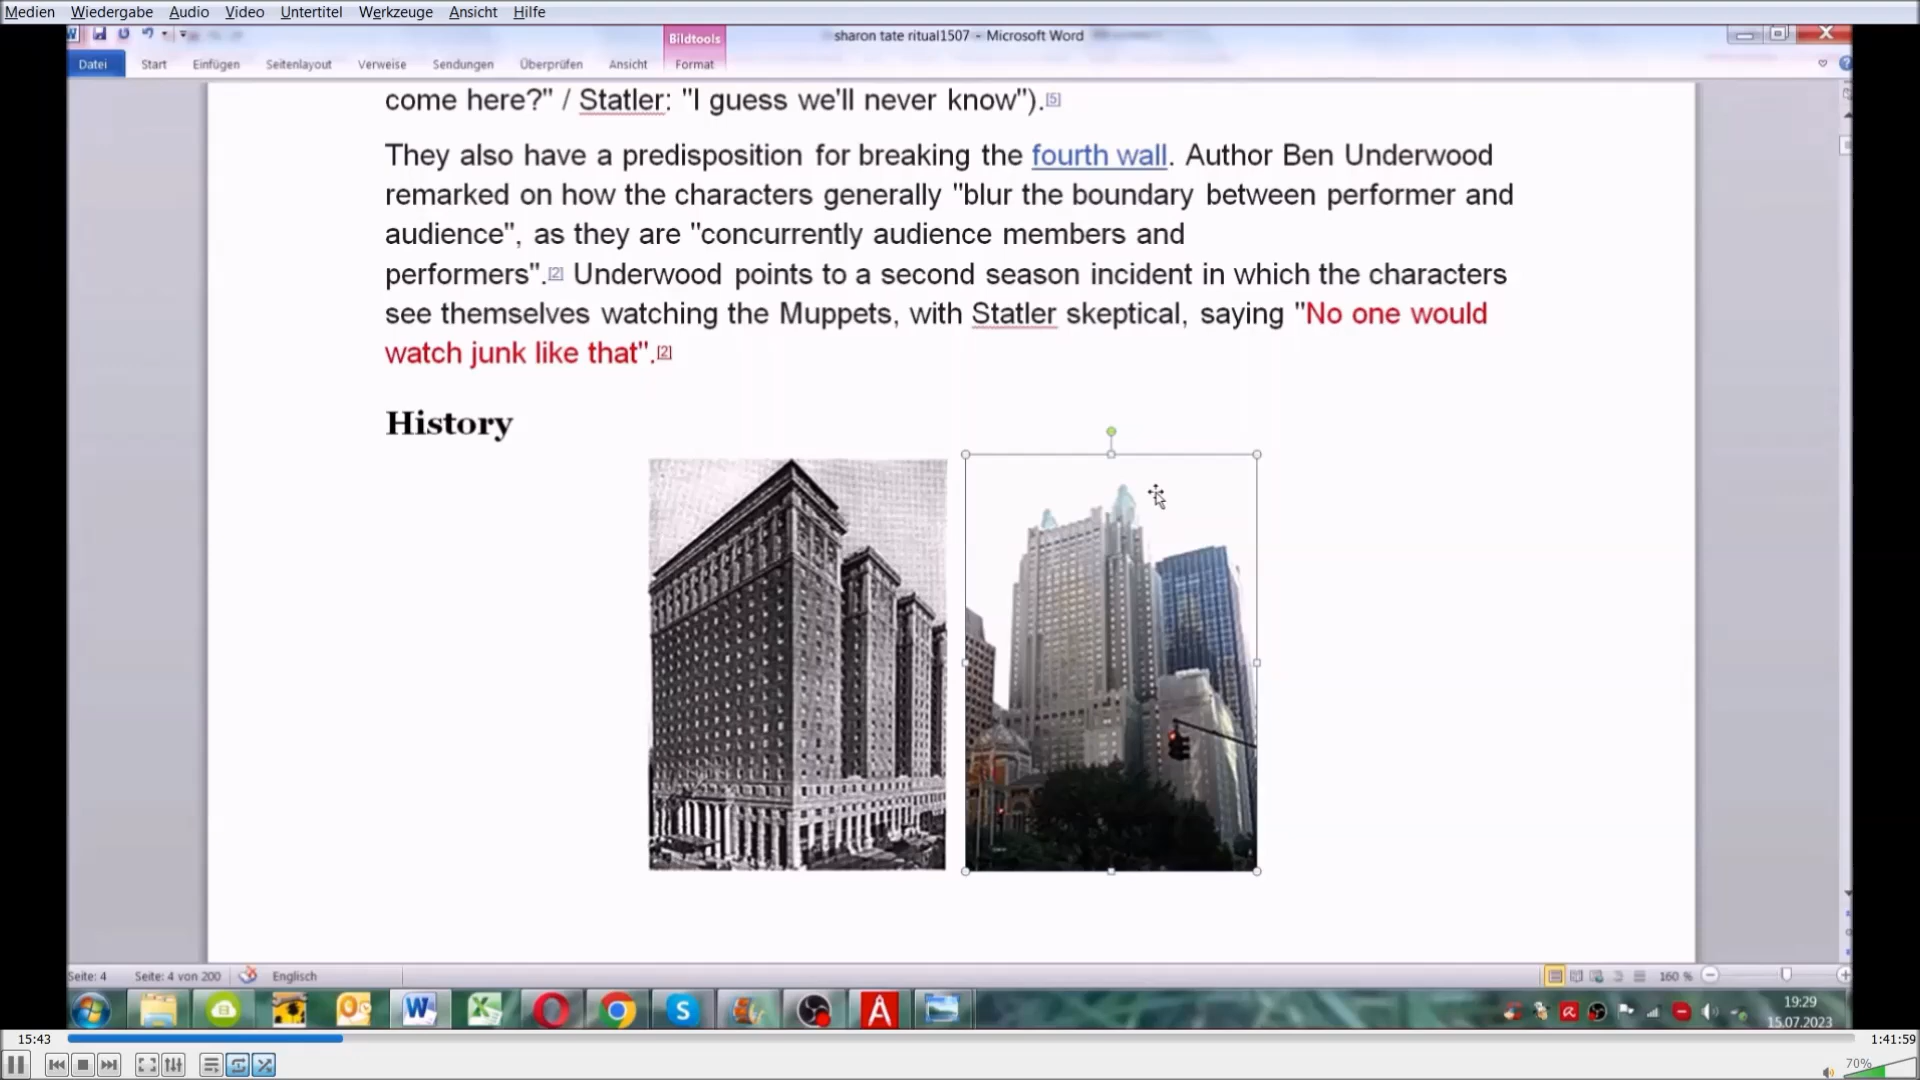 Medien Wiedergabe Audio Video Untertitel Werkzeuge Ansicht Hilfe
sharon tate ritual1507 - Microsoft Word
Bildtools
Datei Start Einfügen Seitenlayout Verweise Sendungen Überprüfen Ansicht Format
come here?" / Statler: "I guess we'll never know").[5]
They also have a predisposition for breaking the fourth wall. Author Ben Underwood
remarked on how the characters generally "blur the boundary between performer and
audience", as they are "concurrently audience members and
performers".[2] Underwood points to a second season incident in which the characters
see themselves watching the Muppets, with Statler skeptical, saying "No one would
watch junk like that".[2]
History
Seite: 4 Seite: 4 von 200 Englisch 160 %
19:29
15.07.2023
15:43 1:41:59
70%